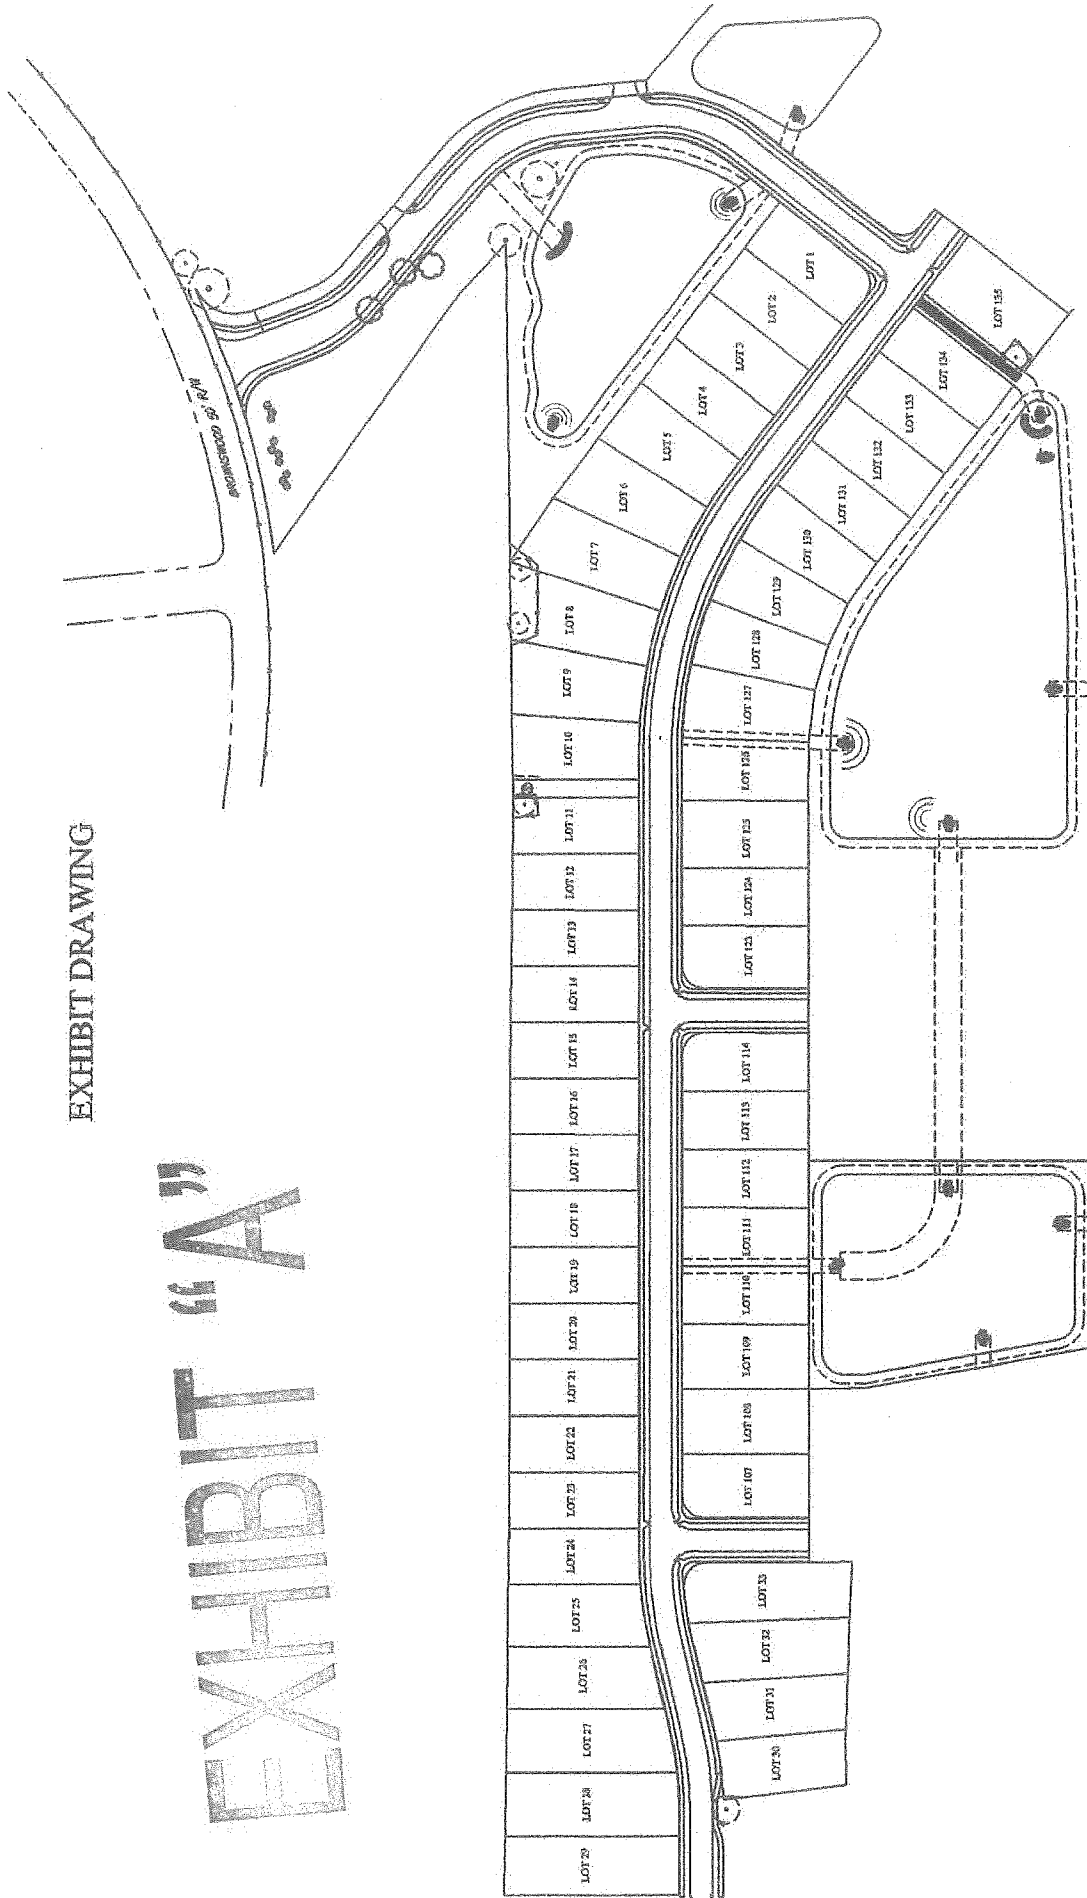 EXHIBIT DRAWING
EXHIBIT “A”
BROWNSWOOD 50' R/W
LOT 1
LOT 2
LOT 3
LOT 4
LOT 5
LOT 6
LOT 7
LOT 8
LOT 9
LOT 10
LOT 11
LOT 12
LOT 13
LOT 14
LOT 15
LOT 16
LOT 17
LOT 18
LOT 19
LOT 20
LOT 21
LOT 22
LOT 23
LOT 24
LOT 25
LOT 26
LOT 27
LOT 28
LOT 29
LOT 135
LOT 134
LOT 133
LOT 132
LOT 131
LOT 130
LOT 129
LOT 128
LOT 127
LOT 126
LOT 125
LOT 124
LOT 123
LOT 114
LOT 113
LOT 112
LOT 111
LOT 110
LOT 109
LOT 108
LOT 107
LOT 33
LOT 32
LOT 31
LOT 30